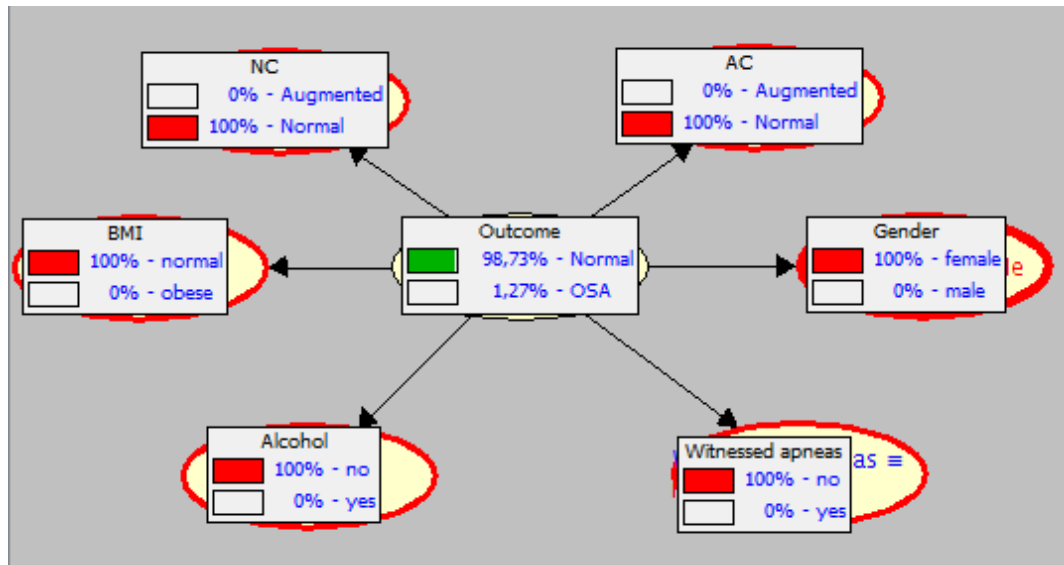 NC
0% - Augmented
100% - Normal
AC
0% - Augmented
100% - Normal
BMI
100% - normal
0% - obese
Outcome
98,73% - Normal
1,27% - OSA
Gender
100% - female
0% - male
Alcohol
100% - no
0% - yes
Witnessed apneas
as ≡
100% - no
0% - yes